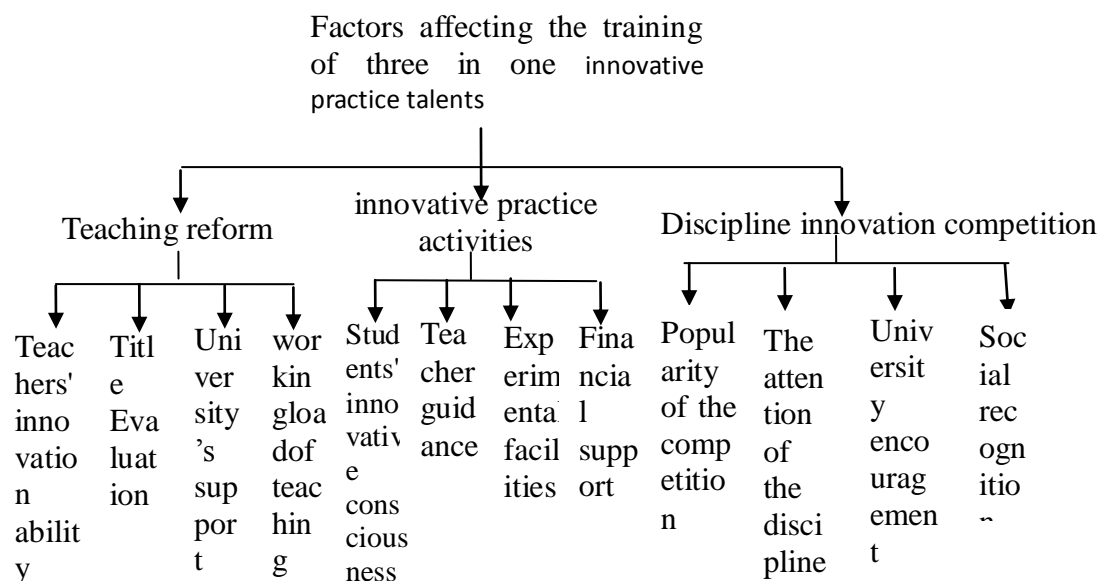 Factors affecting the training
of three in one innovative
practice talents
Teaching reform
innovative practice
activities
Discipline innovation competition
Teac
hers'
inno
vatio
n
abilit
y
Titl
e
Eva
luat
ion
Uni
ver
sity
’s
sup
por
t
wor
kin
gloa
dof
teac
hin
g
Stud
ents'
inno
vativ
e
cons
cious
ness
Tea
cher
guid
ance
Exp
erim
ental
facil
ities
Fina
ncia
l
supp
ort
Popul
arity
of the
comp
etitio
n
The
atten
tion
of
the
disci
pline
Univ
ersit
y
enco
urag
emen
t
Soc
ial
rec
ogn
itio
n